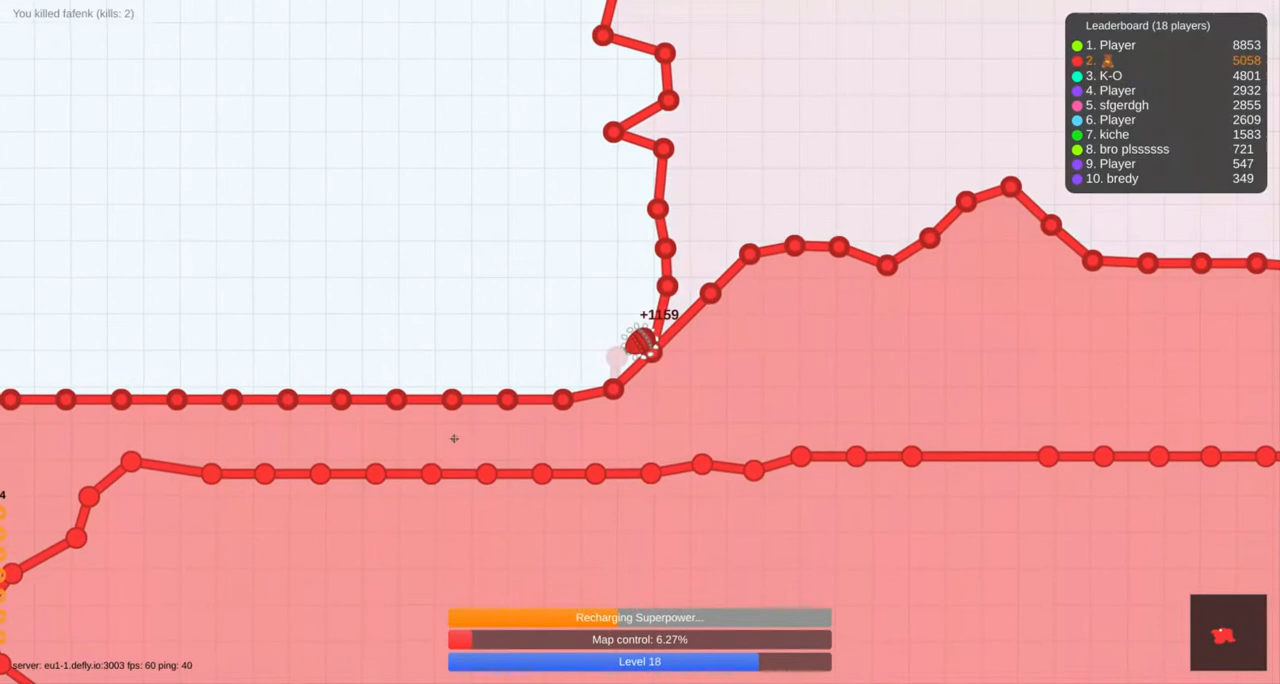 You killed fafenk (kills: 2)
Leaderboard (18 players)
1. Player 8853
2. 🧸 5058
3. K-O 4801
4. Player 2932
5. sfgerdgh 2855
6. Player 2609
7. kiche 1583
8. bro plssssss 721
9. Player 547
10. bredy 349
+1159
4
Recharging Superpower...
Map control: 6.27%
Level 18
server: eu1-1.defly.io:3003 fps: 60 ping: 40